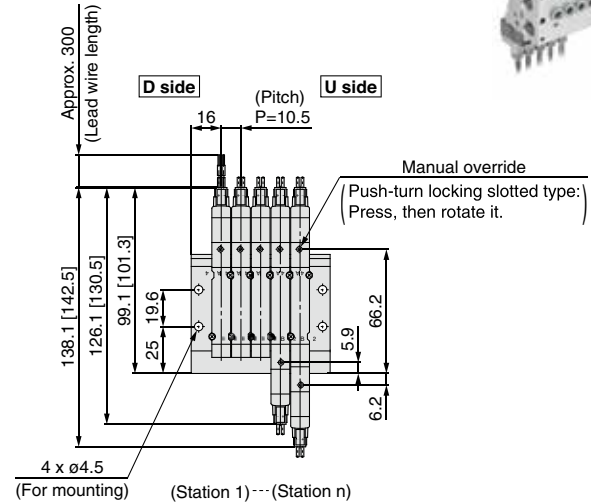 Approx. 300
(Lead wire length)
D side
U side
(Pitch)
16
P=10.5
Manual override
(Push-turn locking slotted type:
Press, then rotate it.)
138.1 [142.5]
126.1 [130.5]
99.1 [101.3]
19.6
25
66.2
5.9
6.2
4 x ø4.5
(For mounting)
(Station 1)---(Station n)